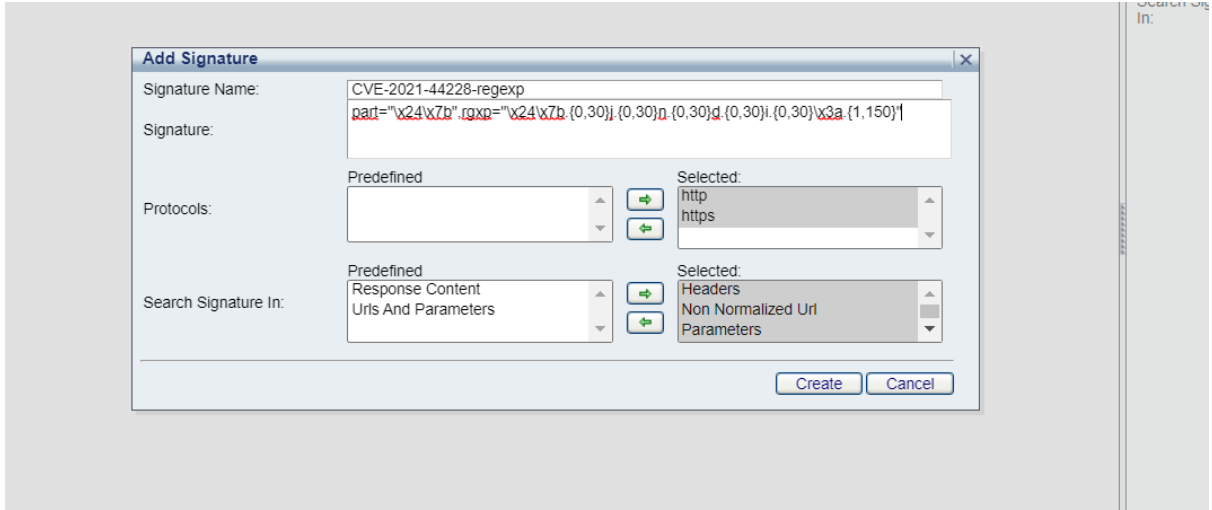 Search Sig
In:
Add Signature
Signature Name:
CVE-2021-44228-regexp
Signature:
part="\x24\x7b",rgxp="\x24\x7b.{0,30}j.{0,30}n.{0,30}d.{0,30}i.{0,30}\x3a.{1,150}"
Predefined
Selected:
Protocols:
http
https
Predefined
Selected:
Search Signature In:
Response Content
Urls And Parameters
Headers
Non Normalized Url
Parameters
Create
Cancel